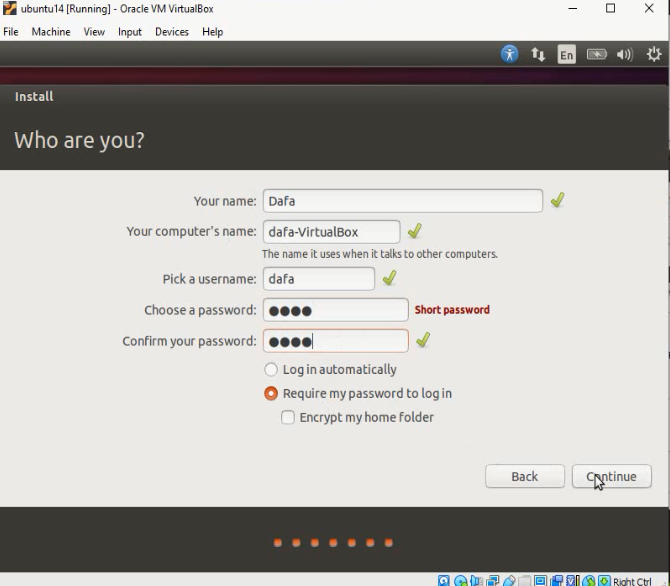 ubuntu14 [Running] - Oracle VM VirtualBox
File Machine View Input Devices Help
En
Install
Who are you?
Your name: Dafa
Your computer's name: dafa-VirtualBox
The name it uses when it talks to other computers.
Pick a username: dafa
Choose a password: ●●●● Short password
Confirm your password: ●●●●
Log in automatically
Require my password to log in
Encrypt my home folder
Back Continue
Right Ctrl